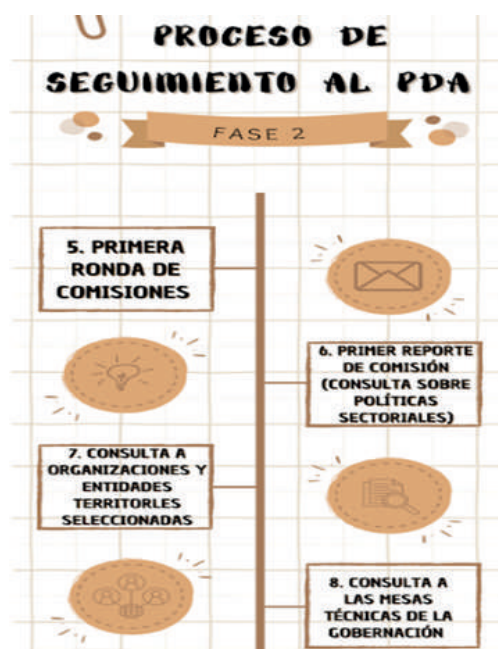 PROCESO DE
SEGUIMIENTO AL PDA
FASE 2
5. PRIMERA
RONDA DE
COMISIONES
6. PRIMER REPORTE
DE COMISIÓN
(CONSULTA SOBRE
POLÍTICAS
SECTORIALES)
7. CONSULTA A
ORGANIZACIONES Y
ENTIDADES
TERRITORLES
SELECCIONADAS
8. CONSULTA A
LAS MESAS
TÉCNICAS DE LA
GOBERNACIÓN